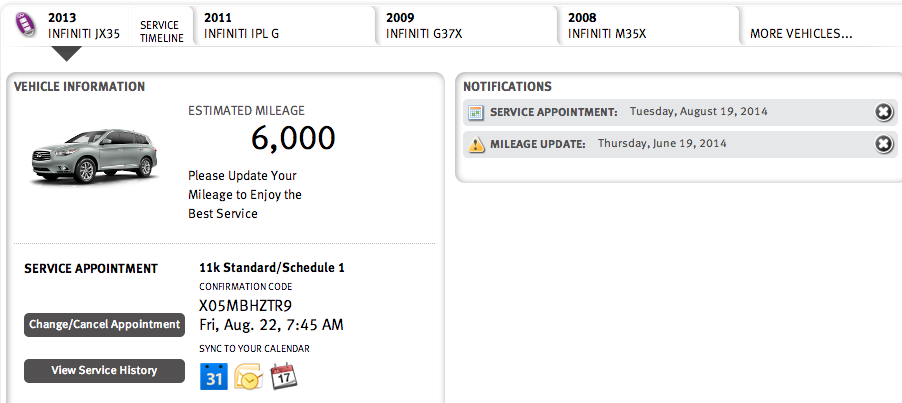 2013
INFINITI JX35
SERVICE
TIMELINE
2011
INFINITI IPL G
2009
INFINITI G37X
2008
INFINITI M35X
MORE VEHICLES...
VEHICLE INFORMATION
ESTIMATED MILEAGE
6,000
Please Update Your
Mileage to Enjoy the
Best Service
SERVICE APPOINTMENT
11k Standard/Schedule 1
CONFIRMATION CODE
X05MBHZTR9
Fri, Aug. 22, 7:45 AM
Change/Cancel Appointment
SYNC TO YOUR CALENDAR
View Service History
31
17
NOTIFICATIONS
SERVICE APPOINTMENT: Tuesday, August 19, 2014
MILEAGE UPDATE: Thursday, June 19, 2014